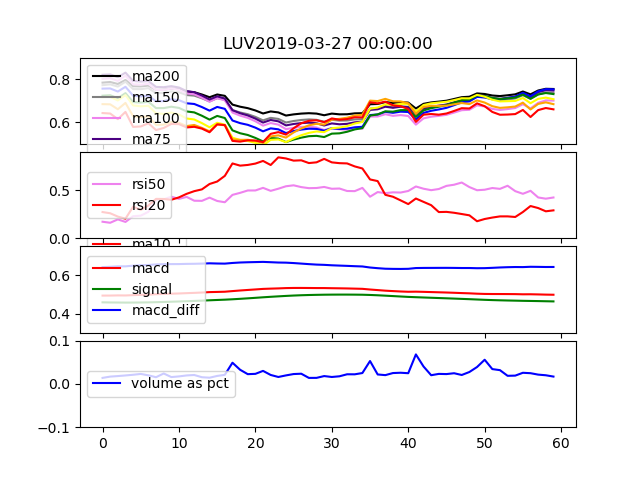 LUV2019-03-27 00:00:00
0.8
0.6
ma200
ma150
ma100
ma75
0.5
0.0
rsi50
rsi20
ma10
0.6
0.4
macd
signal
macd_diff
0.1
0.0
−0.1
volume as pct
0 10 20 30 40 50 60